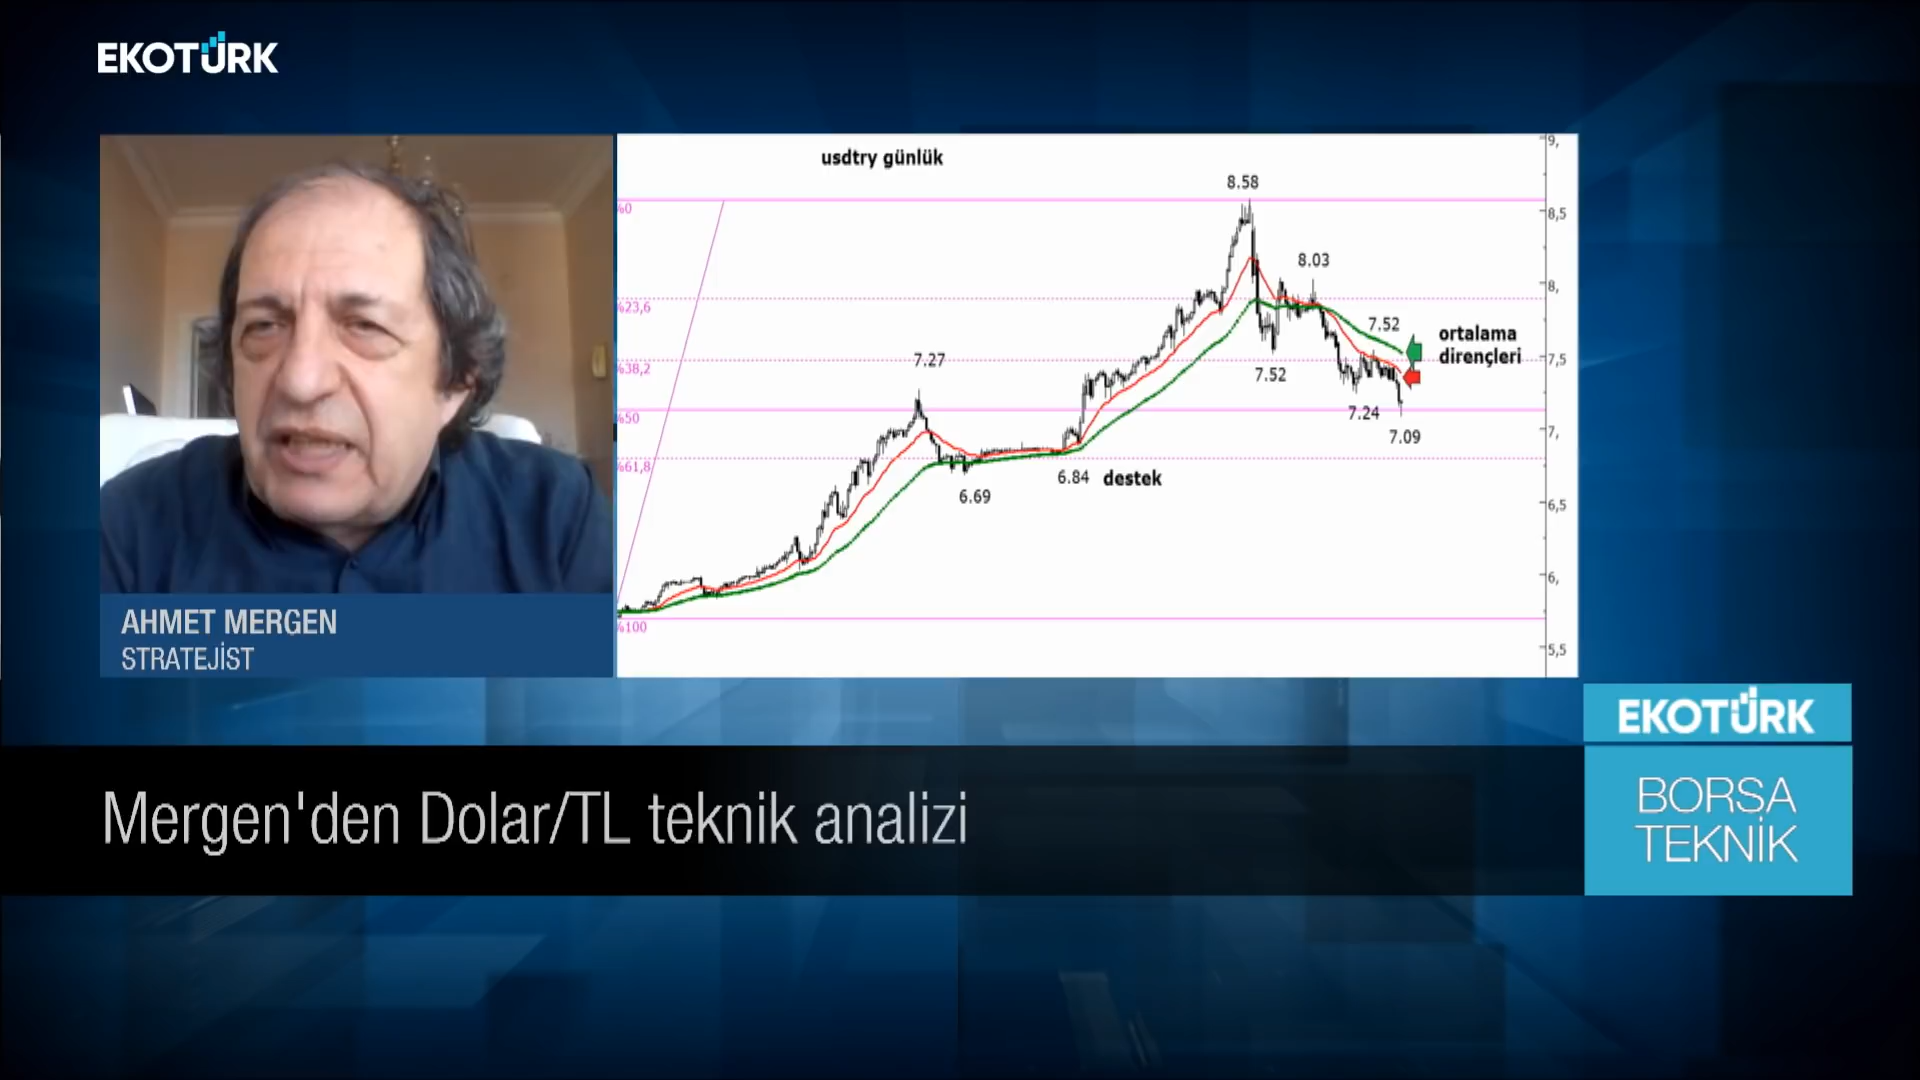 EKOTÜRK
usdtry günlük
8.58
8.03
7.52
ortalama
dirençleri
7.27
7.52
7.24
7.09
6.84 destek
6.69
%0
%23,6
%38,2
%50
%61,8
%100
9,
8,5
8,
7,5
7,
6,5
6,
5,5
AHMET MERGEN
STRATEJİST
EKOTÜRK
BORSA
TEKNİK
Mergen'den Dolar/TL teknik analizi